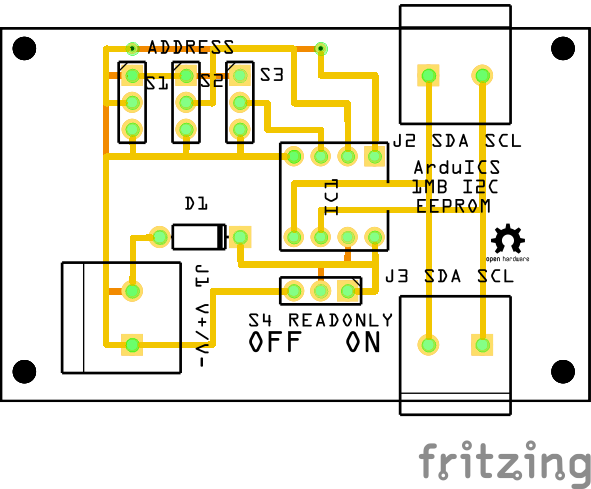 ADDRESS
S1 S2 S3
J2 SDA SCL
ArduICS
1MB I2C
EEPROM
IC1
D1
open hardware
J1 V+/V-
J3 SDA SCL
S4 READONLY
OFF ON
fritzing